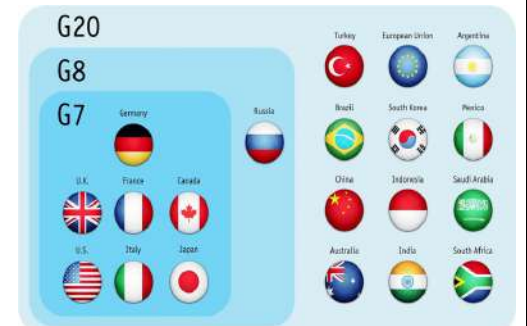 G20
Turkey European Union Argentina
G8
G7
Germany Russia Brazil South Korea Mexico
U.K. France Canada
China Indonesia Saudi Arabia
U.S. Italy Japan
Australia India South Africa